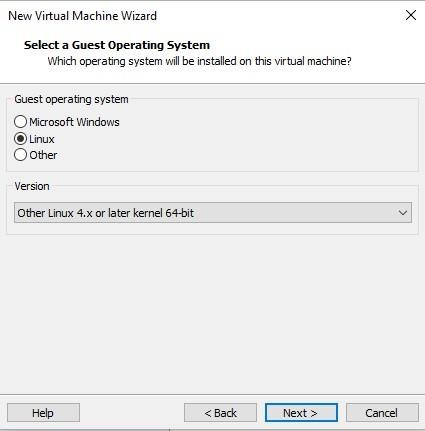 New Virtual Machine Wizard
Select a Guest Operating System
Which operating system will be installed on this virtual machine?
Guest operating system
Microsoft Windows
Linux
Other
Version
Other Linux 4.x or later kernel 64-bit
Help
< Back
Next >
Cancel